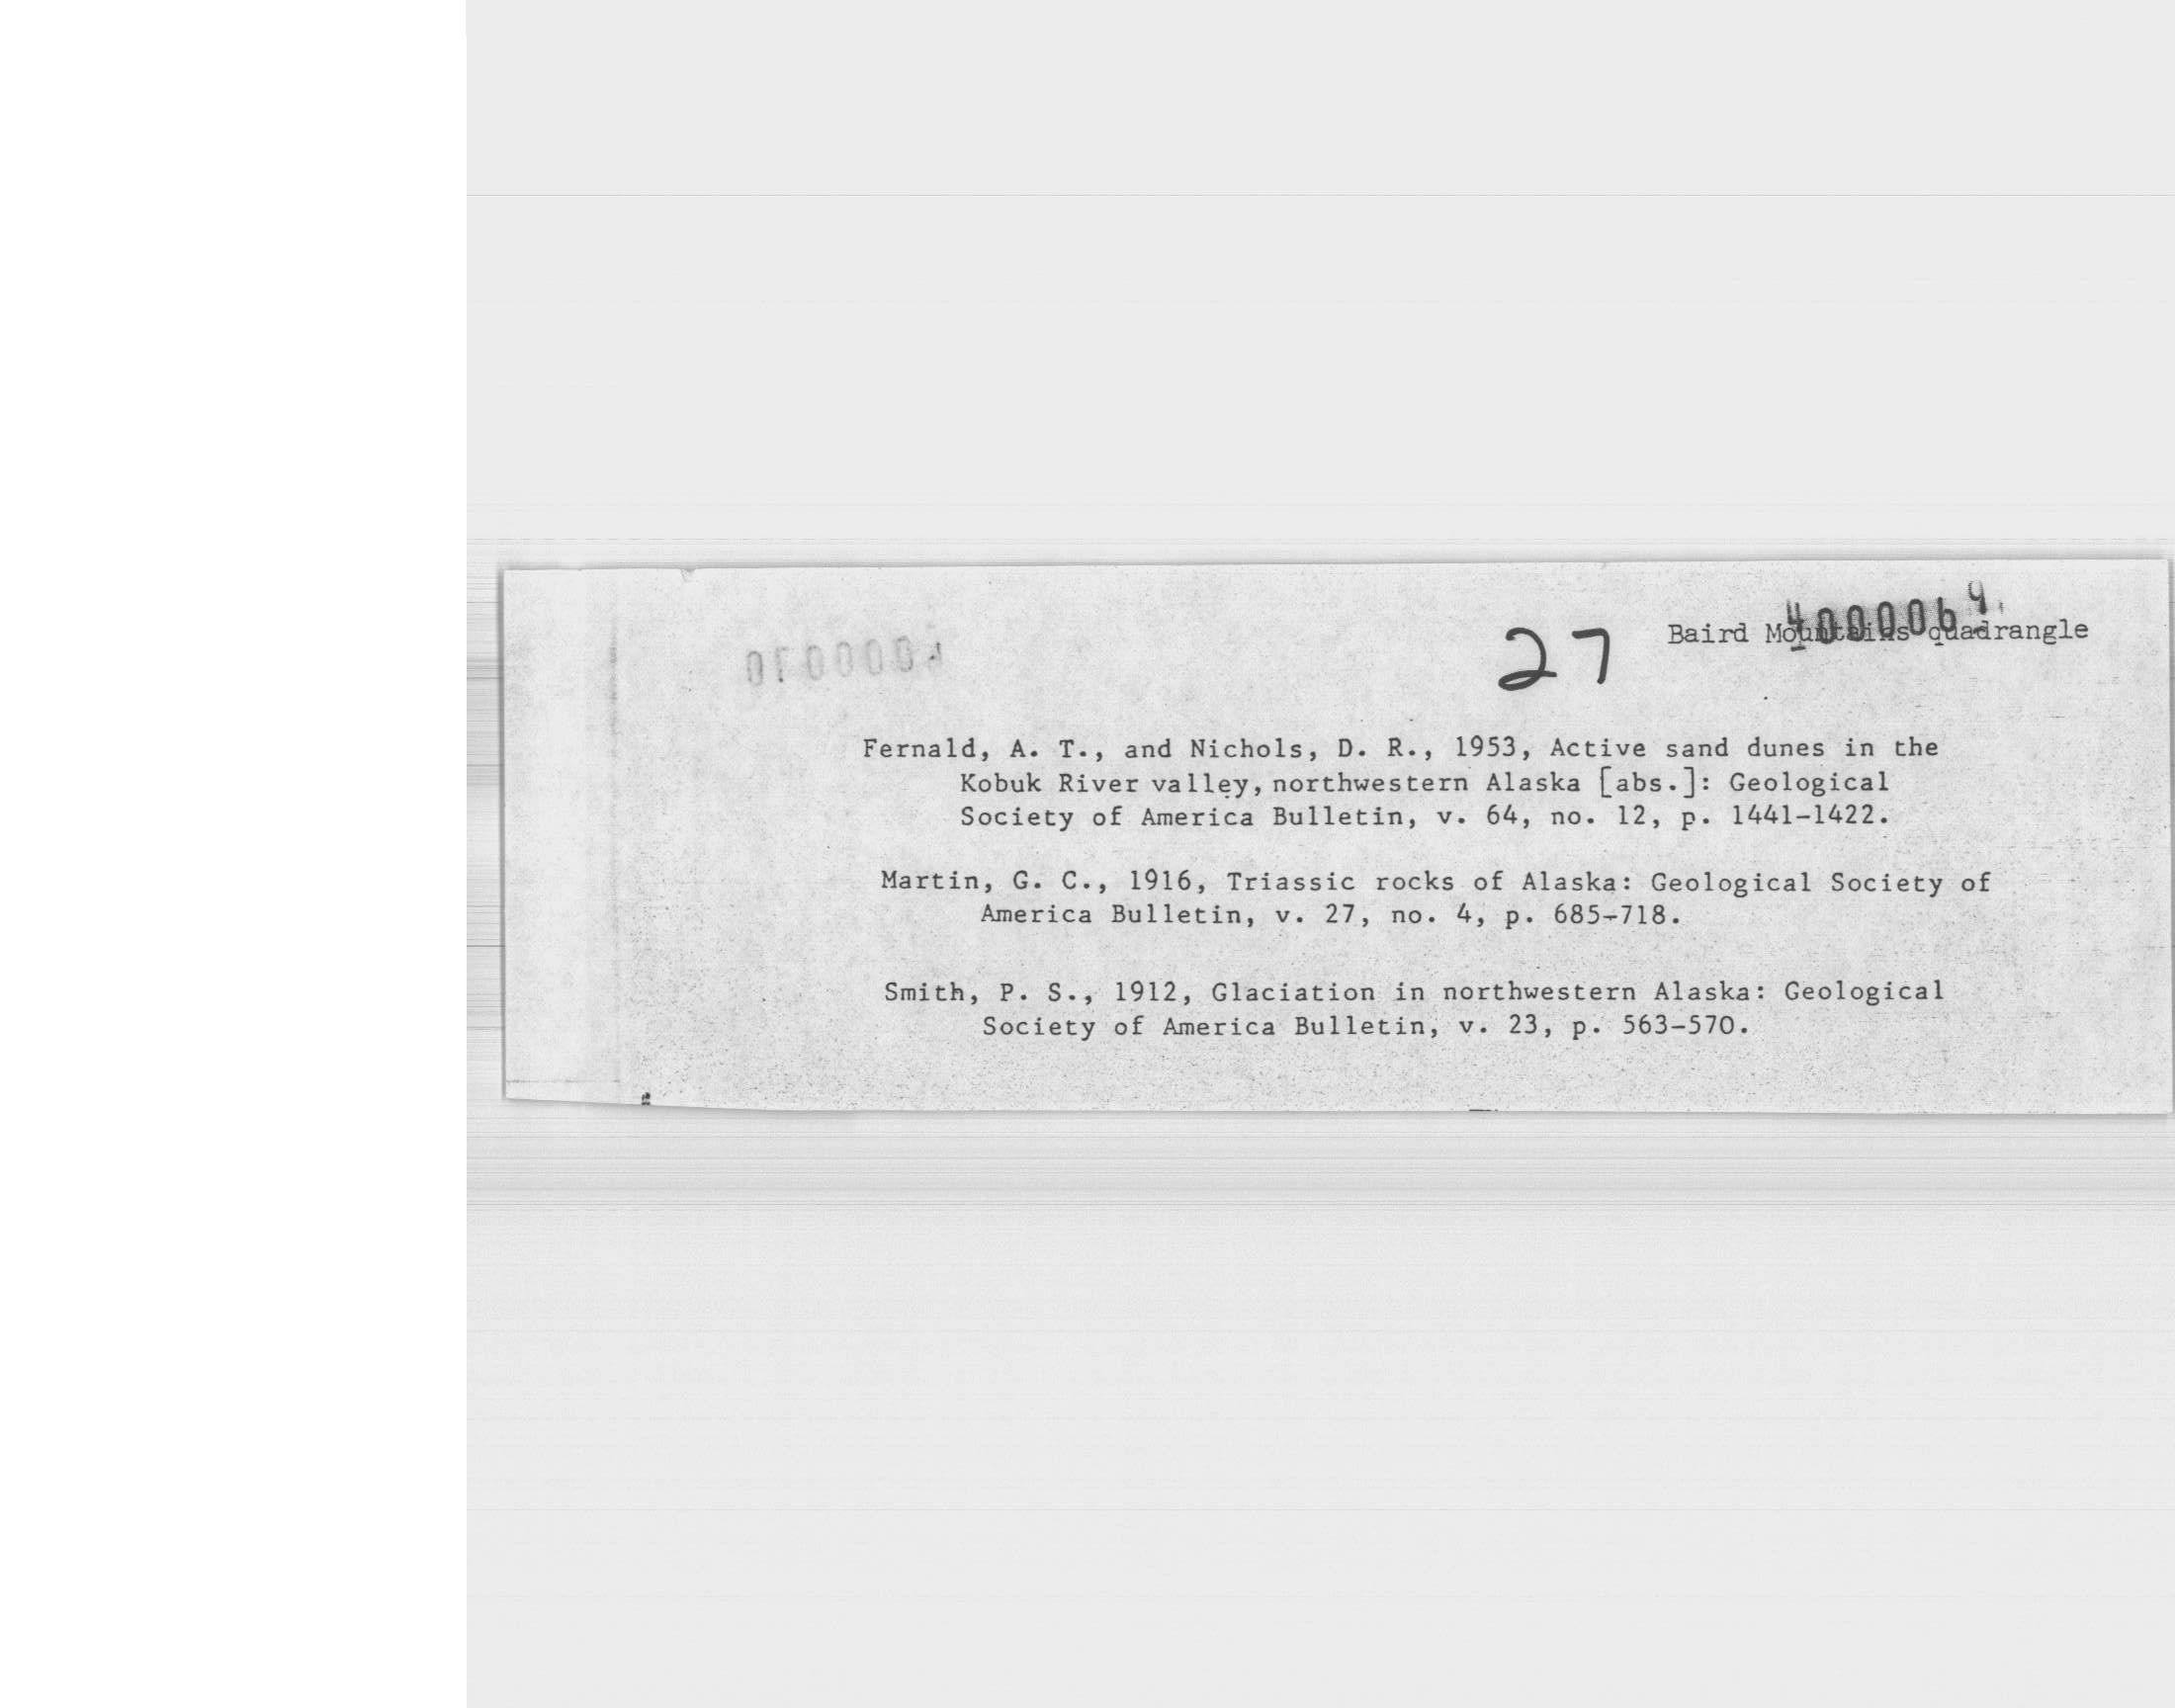 4000069
Baird Mountains quadrangle
27
Fernald, A. T., and Nichols, D. R., 1953, Active sand dunes in the
Kobuk River valley, northwestern Alaska [abs.]: Geological
Society of America Bulletin, v. 64, no. 12, p. 1441-1422.
Martin, G. C., 1916, Triassic rocks of Alaska: Geological Society of
America Bulletin, v. 27, no. 4, p. 685-718.
Smith, P. S., 1912, Glaciation in northwestern Alaska: Geological
Society of America Bulletin, v. 23, p. 563-570.